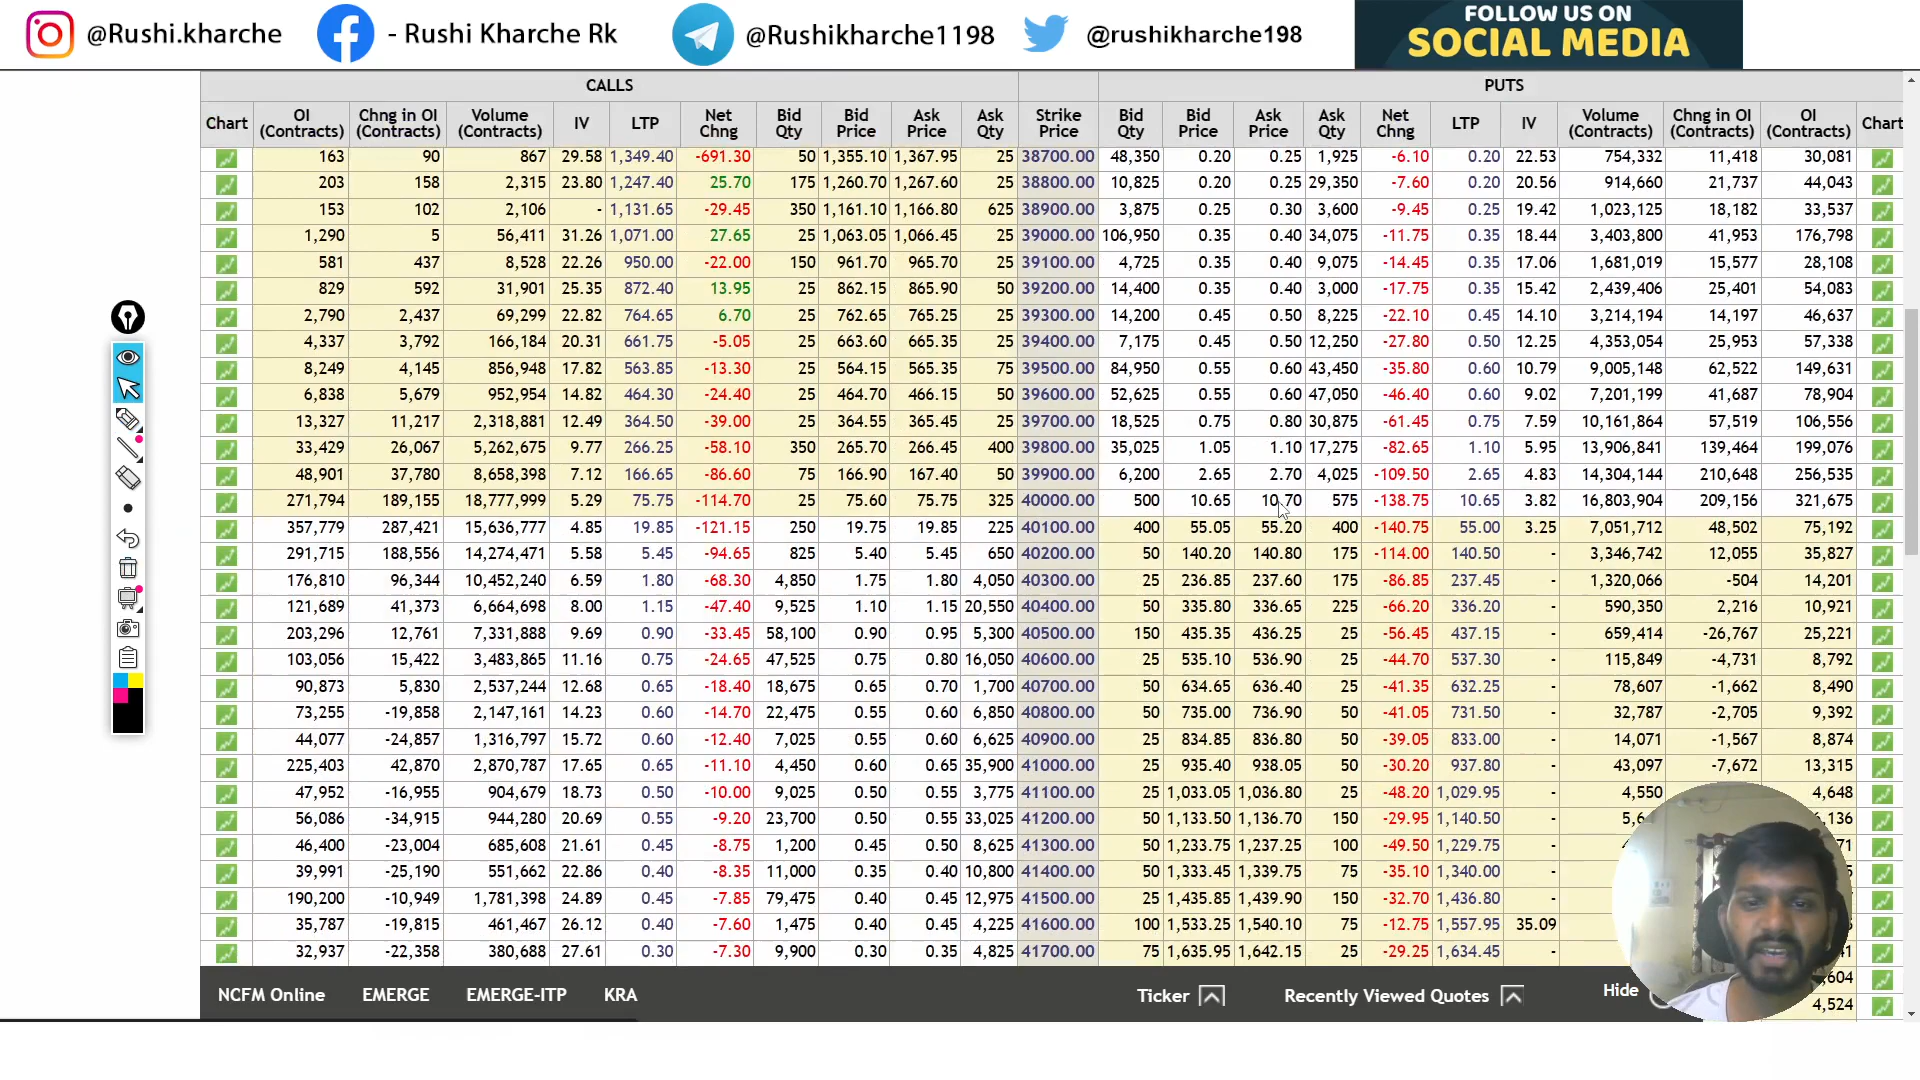 @Rushi.kharche - Rushi Kharche Rk @Rushikharche1198 @rushikharche198 FOLLOW US ON
SOCIAL MEDIA
CALLS PUTS
Chart OI (Contracts) Chng in OI (Contracts) Volume (Contracts) IV LTP Net Chng Bid Qty Bid Price Ask Price Ask Qty Strike Price Bid Qty Bid Price Ask Price Ask Qty Net Chng LTP IV Volume (Contracts) Chng in OI (Contracts) OI (Contracts) Chart
163 90 867 29.58 1,349.40 -691.30 50 1,355.10 1,367.95 25 38700.00 48,350 0.20 0.25 1,925 -6.10 0.20 22.53 754,332 11,418 30,081
203 158 2,315 23.80 1,247.40 25.70 175 1,260.70 1,267.60 25 38800.00 10,825 0.20 0.25 29,350 -7.60 0.20 20.56 914,660 21,737 44,043
153 102 2,106 - 1,131.65 -29.45 350 1,161.10 1,166.80 625 38900.00 3,875 0.25 0.30 3,600 -9.45 0.25 19.42 1,023,125 18,182 33,537
1,290 5 56,411 31.26 1,071.00 27.65 25 1,063.05 1,066.45 25 39000.00 106,950 0.35 0.40 34,075 -11.75 0.35 18.44 3,403,800 41,953 176,798
581 437 8,528 22.26 950.00 -22.00 150 961.70 965.70 25 39100.00 4,725 0.35 0.40 9,075 -14.45 0.35 17.06 1,681,019 15,577 28,108
829 592 31,901 25.35 872.40 13.95 25 862.15 865.90 50 39200.00 14,400 0.35 0.40 3,000 -17.75 0.35 15.42 2,439,406 25,401 54,083
2,790 2,437 69,299 22.82 764.65 6.70 25 762.65 765.25 25 39300.00 14,200 0.45 0.50 8,225 -22.10 0.45 14.10 3,214,194 14,197 46,637
4,337 3,792 166,184 20.31 661.75 -5.05 25 663.60 665.35 25 39400.00 7,175 0.45 0.50 12,250 -27.80 0.50 12.25 4,353,054 25,953 57,338
8,249 4,145 856,948 17.82 563.85 -13.30 25 564.15 565.35 75 39500.00 84,950 0.55 0.60 43,450 -35.80 0.60 10.79 9,005,148 62,522 149,631
6,838 5,679 952,954 14.82 464.30 -24.40 25 464.70 466.15 50 39600.00 52,625 0.55 0.60 47,050 -46.40 0.60 9.02 7,201,199 41,687 78,904
13,327 11,217 2,318,881 12.49 364.50 -39.00 25 364.55 365.45 25 39700.00 18,525 0.75 0.80 30,875 -61.45 0.75 7.59 10,161,864 57,519 106,556
33,429 26,067 5,262,675 9.77 266.25 -58.10 350 265.70 266.45 400 39800.00 35,025 1.05 1.10 17,275 -82.65 1.10 5.95 13,906,841 139,464 199,076
48,901 37,780 8,658,398 7.12 166.65 -86.60 75 166.90 167.40 50 39900.00 6,200 2.65 2.70 4,025 -109.50 2.65 4.83 14,304,144 210,648 256,535
271,794 189,155 18,777,999 5.29 75.75 -114.70 25 75.60 75.75 325 40000.00 500 10.65 10.70 575 -138.75 10.65 3.82 16,803,904 209,156 321,675
357,779 287,421 15,636,777 4.85 19.85 -121.15 250 19.75 19.85 225 40100.00 400 55.05 55.20 400 -140.75 55.00 3.25 7,051,712 48,502 75,192
291,715 188,556 14,274,471 5.58 5.45 -94.65 825 5.40 5.45 650 40200.00 50 140.20 140.80 175 -114.00 140.50 - 3,346,742 12,055 35,827
176,810 96,344 10,452,240 6.59 1.80 -68.30 4,850 1.75 1.80 4,050 40300.00 25 236.85 237.60 175 -86.85 237.45 - 1,320,066 -504 14,201
121,689 41,373 6,664,698 8.00 1.15 -47.40 9,525 1.10 1.15 20,550 40400.00 50 335.80 336.65 225 -66.20 336.20 - 590,350 2,216 10,921
203,296 12,761 7,331,888 9.69 0.90 -33.45 58,100 0.90 0.95 5,300 40500.00 150 435.35 436.25 25 -56.45 437.15 - 659,414 -26,767 25,221
103,056 15,422 3,483,865 11.16 0.75 -24.65 47,525 0.75 0.80 16,050 40600.00 25 535.10 536.90 25 -44.70 537.30 - 115,849 -4,731 8,792
90,873 5,830 2,537,244 12.68 0.65 -18.40 18,675 0.65 0.70 1,700 40700.00 50 634.65 636.40 25 -41.35 632.25 - 78,607 -1,662 8,490
73,255 -19,858 2,147,161 14.23 0.60 -14.70 22,475 0.55 0.60 6,850 40800.00 50 735.00 736.90 50 -41.05 731.50 - 32,787 -2,705 9,392
44,077 -24,857 1,316,797 15.72 0.60 -12.40 7,025 0.55 0.60 6,625 40900.00 25 834.85 836.80 50 -39.05 833.00 - 14,071 -1,567 8,874
225,403 42,870 2,870,787 17.65 0.65 -11.10 4,450 0.60 0.65 35,900 41000.00 25 935.40 938.05 50 -30.20 937.80 - 43,097 -7,672 13,315
47,952 -16,955 904,679 18.73 0.50 -10.00 9,025 0.50 0.55 3,775 41100.00 25 1,033.05 1,036.80 25 -48.20 1,029.95 - 4,550 4,648
56,086 -34,915 944,280 20.69 0.55 -9.20 23,700 0.50 0.55 33,025 41200.00 50 1,133.50 1,136.70 150 -29.95 1,140.50 -
46,400 -23,004 685,608 21.61 0.45 -8.75 1,200 0.45 0.50 8,625 41300.00 50 1,233.75 1,237.25 100 -49.50 1,229.75 -
39,991 -25,190 551,662 22.86 0.40 -8.35 11,000 0.35 0.40 10,800 41400.00 50 1,333.45 1,339.75 75 -35.10 1,340.00 -
190,200 -10,949 1,781,378 24.89 0.45 -7.85 79,475 0.40 0.45 12,975 41500.00 25 1,435.85 1,439.90 150 -32.70 1,436.80 -
35,787 -19,815 461,467 26.12 0.40 -7.60 1,475 0.40 0.45 4,225 41600.00 100 1,533.25 1,540.10 75 -12.75 1,557.95 35.09
32,937 -22,358 380,688 27.61 0.30 -7.30 9,900 0.30 0.35 4,825 41700.00 75 1,635.95 1,642.15 25 -29.25 1,634.45 -
NCFM Online EMERGE EMERGE-ITP KRA Ticker Recently Viewed Quotes Hide
4,524